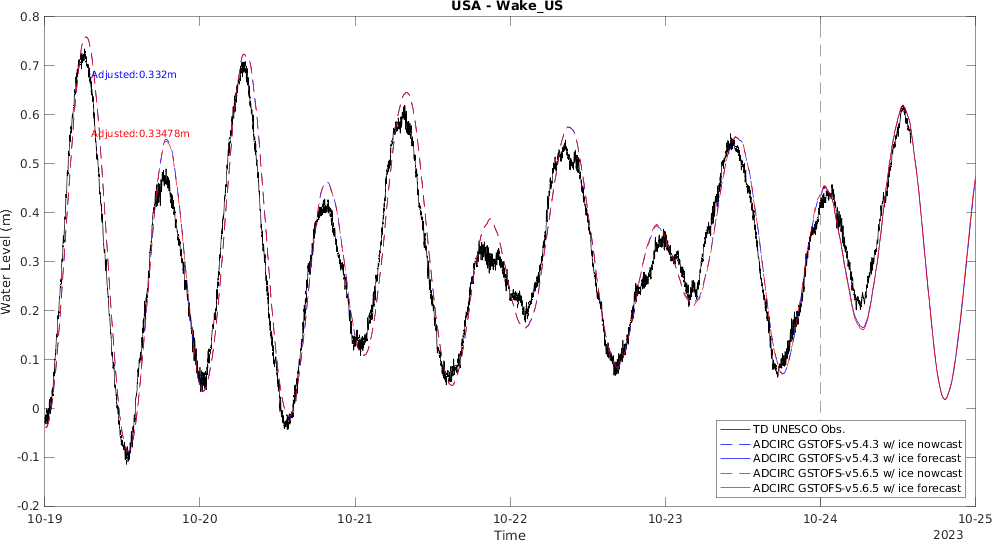 USA - Wake_US
0.8
0.7
0.6
0.5
0.4
0.3
0.2
0.1
0
-0.1
-0.2
Water Level (m)
Adjusted:0.332m
Adjusted:0.33478m
TD UNESCO Obs.
ADCIRC GSTOFS-v5.4.3 w/ ice nowcast
ADCIRC GSTOFS-v5.4.3 w/ ice forecast
ADCIRC GSTOFS-v5.6.5 w/ ice nowcast
ADCIRC GSTOFS-v5.6.5 w/ ice forecast
10-19 10-20 10-21 10-22 10-23 10-24 10-25
Time
2023